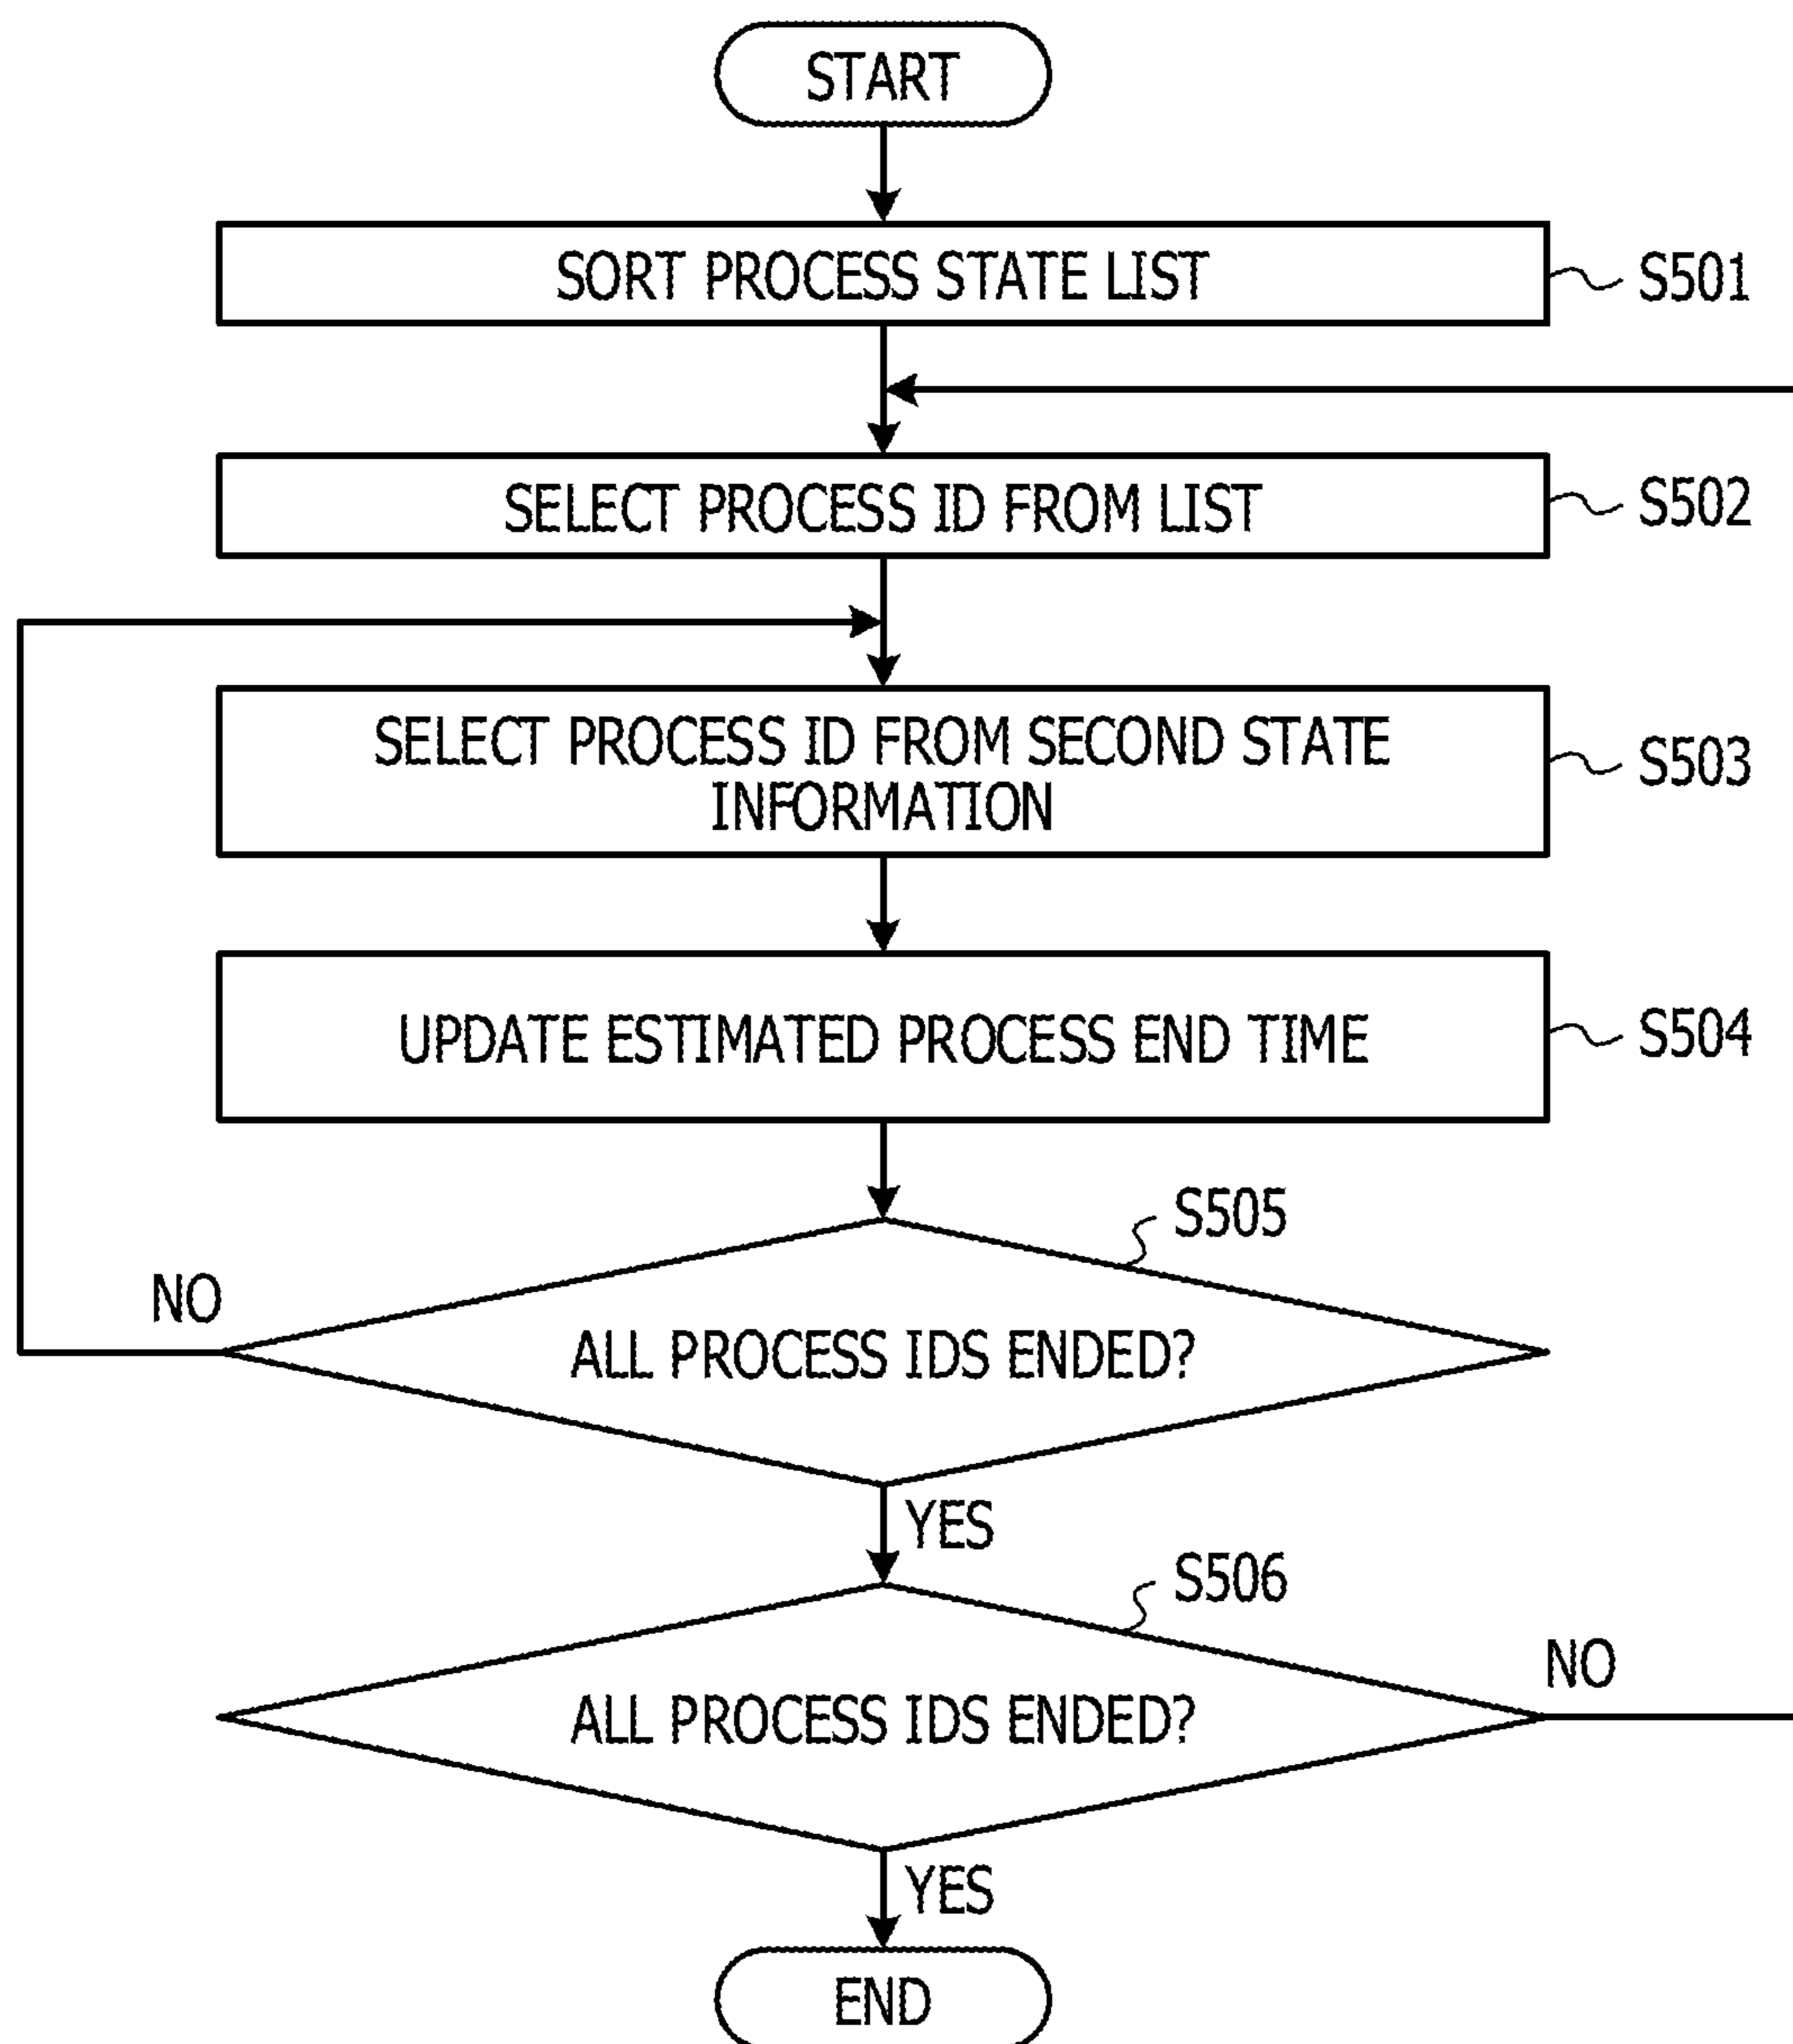 START
SORT PROCESS STATE LIST
S501
SELECT PROCESS ID FROM LIST
S502
SELECT PROCESS ID FROM SECOND STATE
INFORMATION
S503
UPDATE ESTIMATED PROCESS END TIME
S504
S505
NO
ALL PROCESS IDS ENDED?
YES
S506
NO
ALL PROCESS IDS ENDED?
YES
END